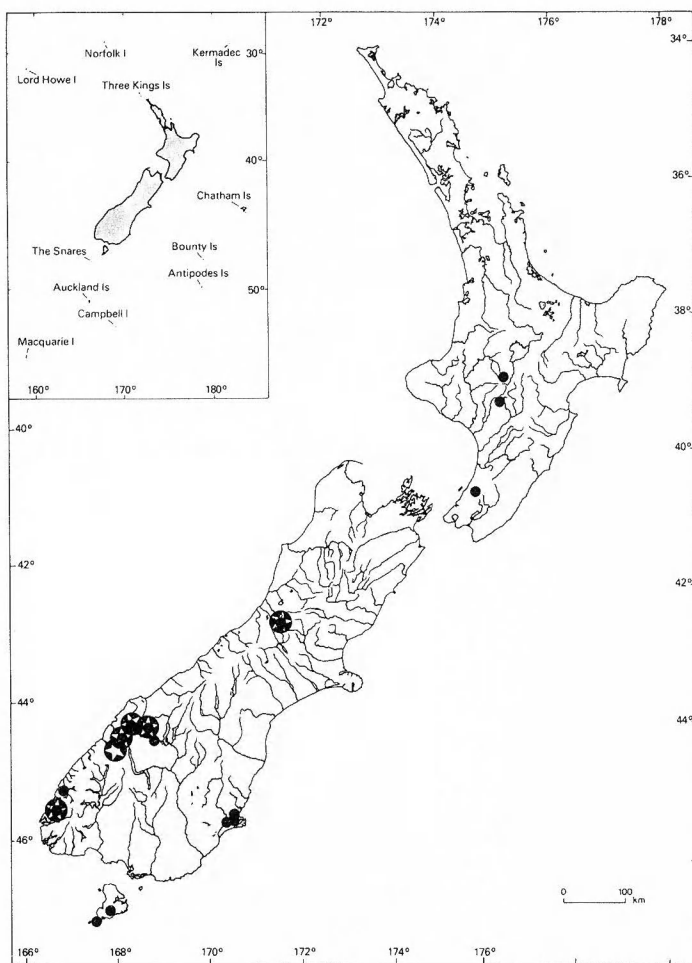 172° 174° 176° 178°
Norfolk I
Kermadec
Is
30°
34°
Lord Howe I
Three Kings Is
40°
36°
Chatham Is
The Snares
Bounty Is
Antipodes Is
Auckland Is
50°
Campbell I
38°
Macquarie I
160° 170° 180°
40°
40°
42°
42°
44°
44°
46°
0 100
km
166° 168° 170° 172° 174° 176°